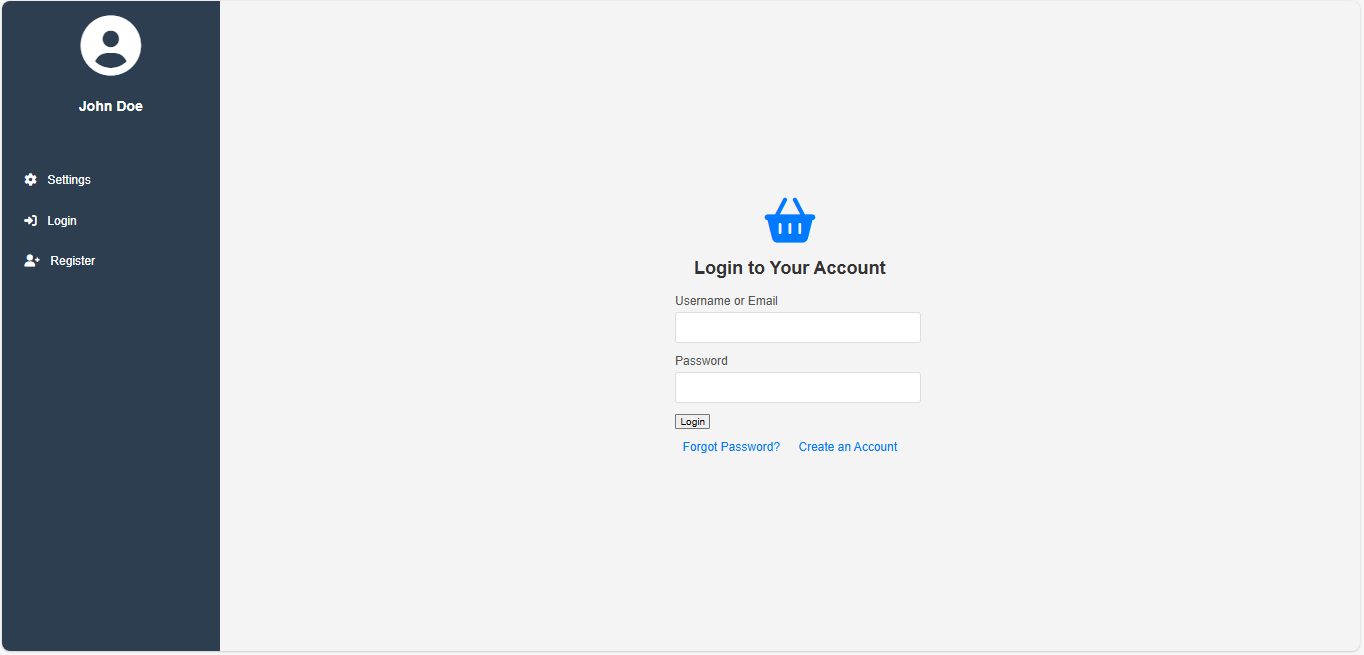 John Doe
Settings
Login
Register
Login to Your Account
Username or Email
Password
Login
Forgot Password? Create an Account